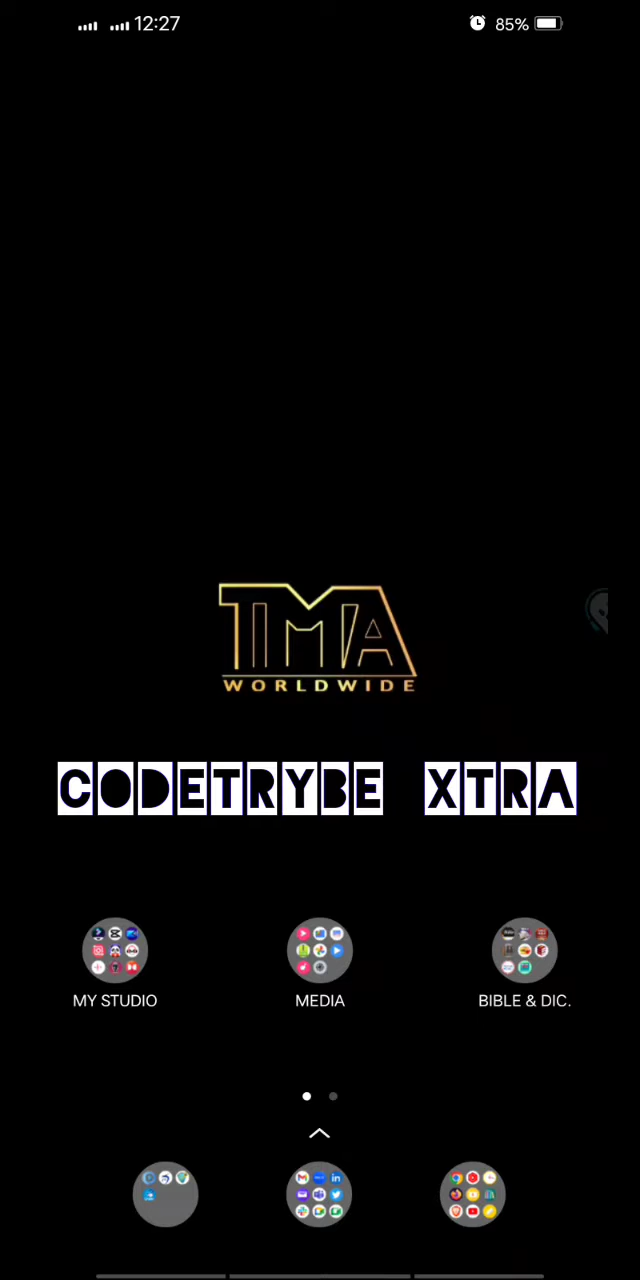 12:27 85%
TMA
WORLDWIDE
CODETRYBE XTRA
MY STUDIO MEDIA BIBLE & DIC.